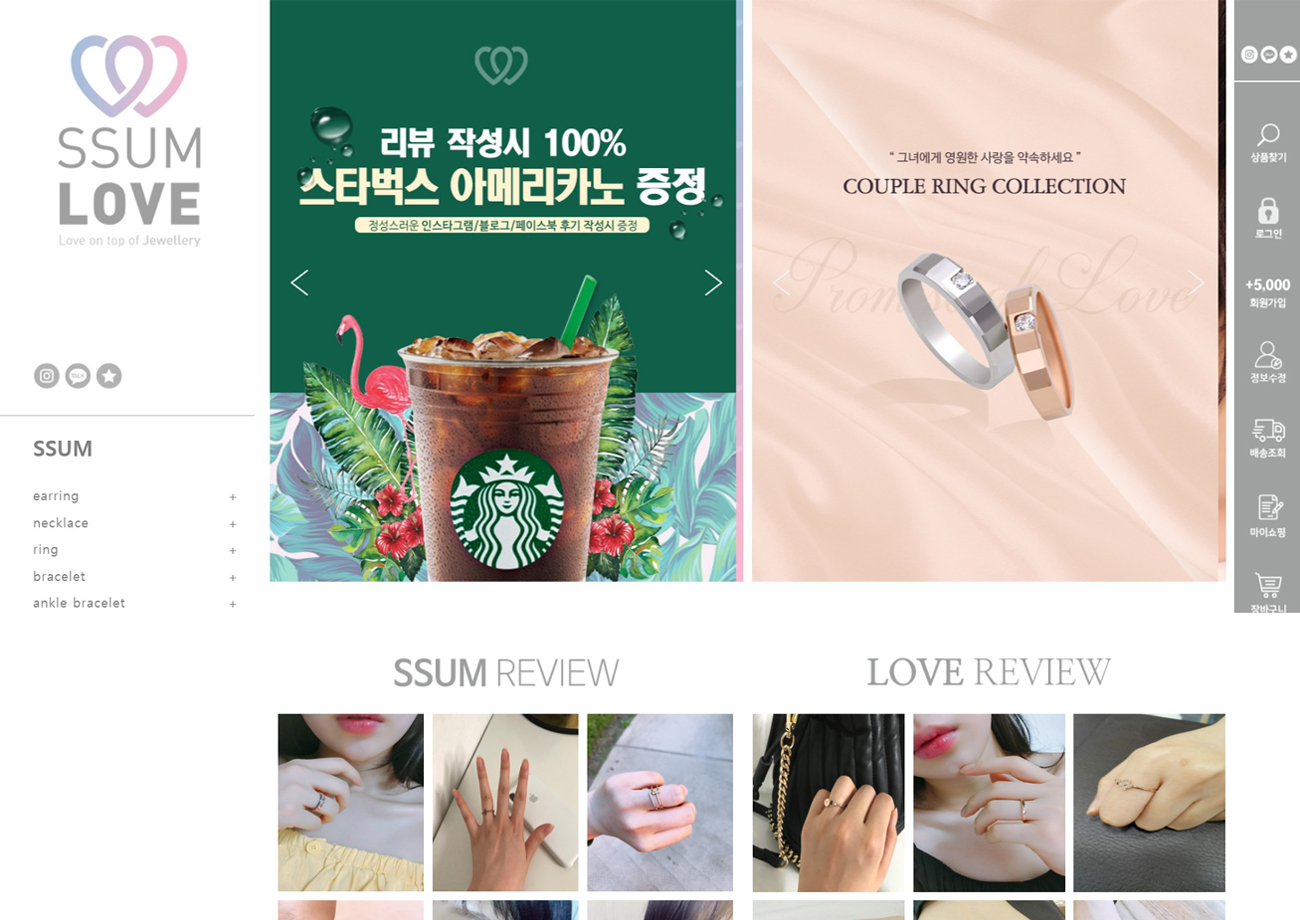 SSUM
LOVE
Love on top of Jewellery
TALK
SSUM
earring +
necklace +
ring +
bracelet +
ankle bracelet +
리뷰 작성시 100%
스타벅스 아메리카노 증정
정성스러운 인스타그램/블로그/페이스북 후기 작성시 증정
“ 그녀에게 영원한 사랑을 약속하세요 ”
COUPLE RING COLLECTION
Love
상품찾기
로그인
+5,000
회원가입
정보수정
배송조회
마이쇼핑
장바구니
SSUM REVIEW
LOVE REVIEW